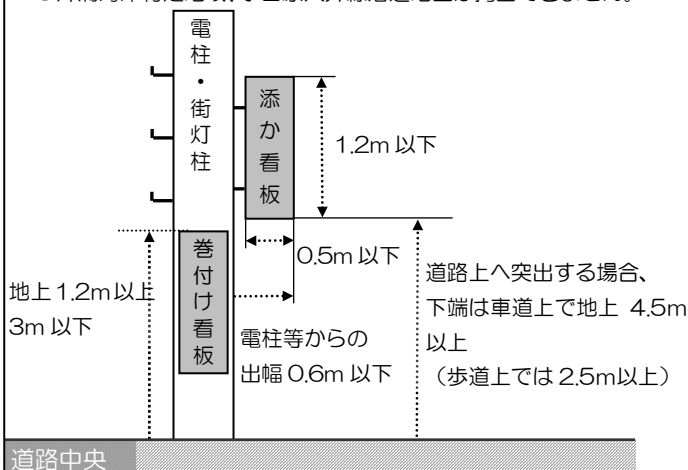 電柱・街灯柱
添か看板
1.2m 以下
0.5m 以下
巻付け看板
地上1.2m以上
3m 以下
電柱等からの
出幅 0.6m 以下
道路上へ突出する場合、
下端は車道上で地上 4.5m
以上
（歩道上では 2.5m以上）
道路中央